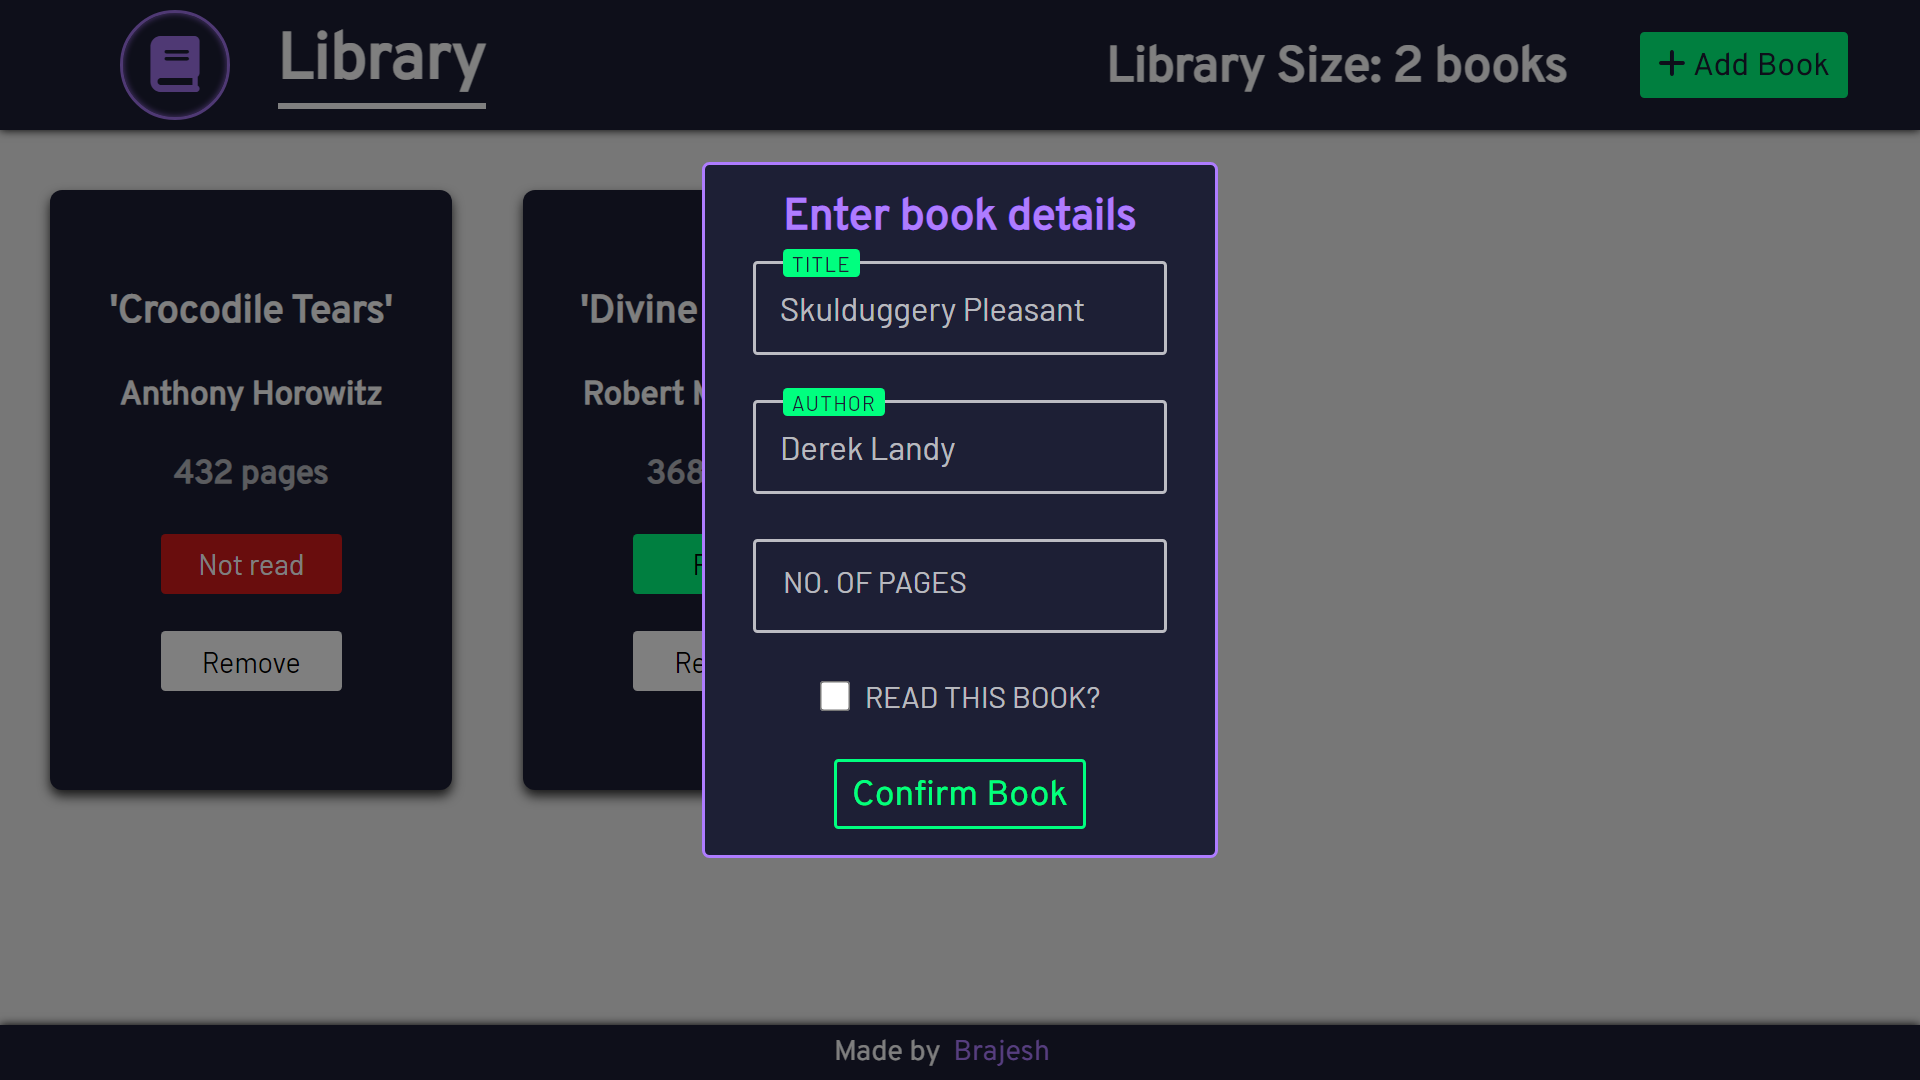 Library
Library Size: 2 books
Add Book
'Crocodile Tears'
Anthony Horowitz
432 pages
Not read
Remove
'Divine
Robert
368
Enter book details
TITLE
Skulduggery Pleasant
AUTHOR
Derek Landy
NO. OF PAGES
READ THIS BOOK?
Confirm Book
Made by Brajesh